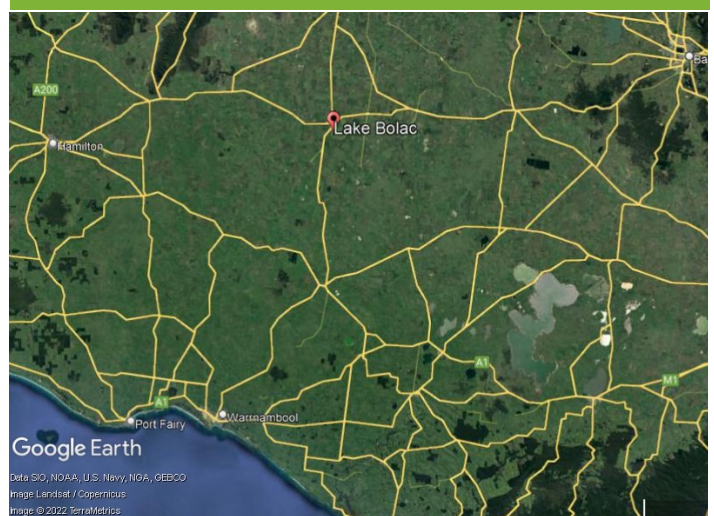 A200
Ba
Lake Bolac
Hamilton
A1
M1
A1
Port Fairy
Warrnambool
Google Earth
Data SIO, NOAA, U.S. Navy, NGA, GEBCO
Image Landsat / Copernicus
Image © 2022 TerraMetrics